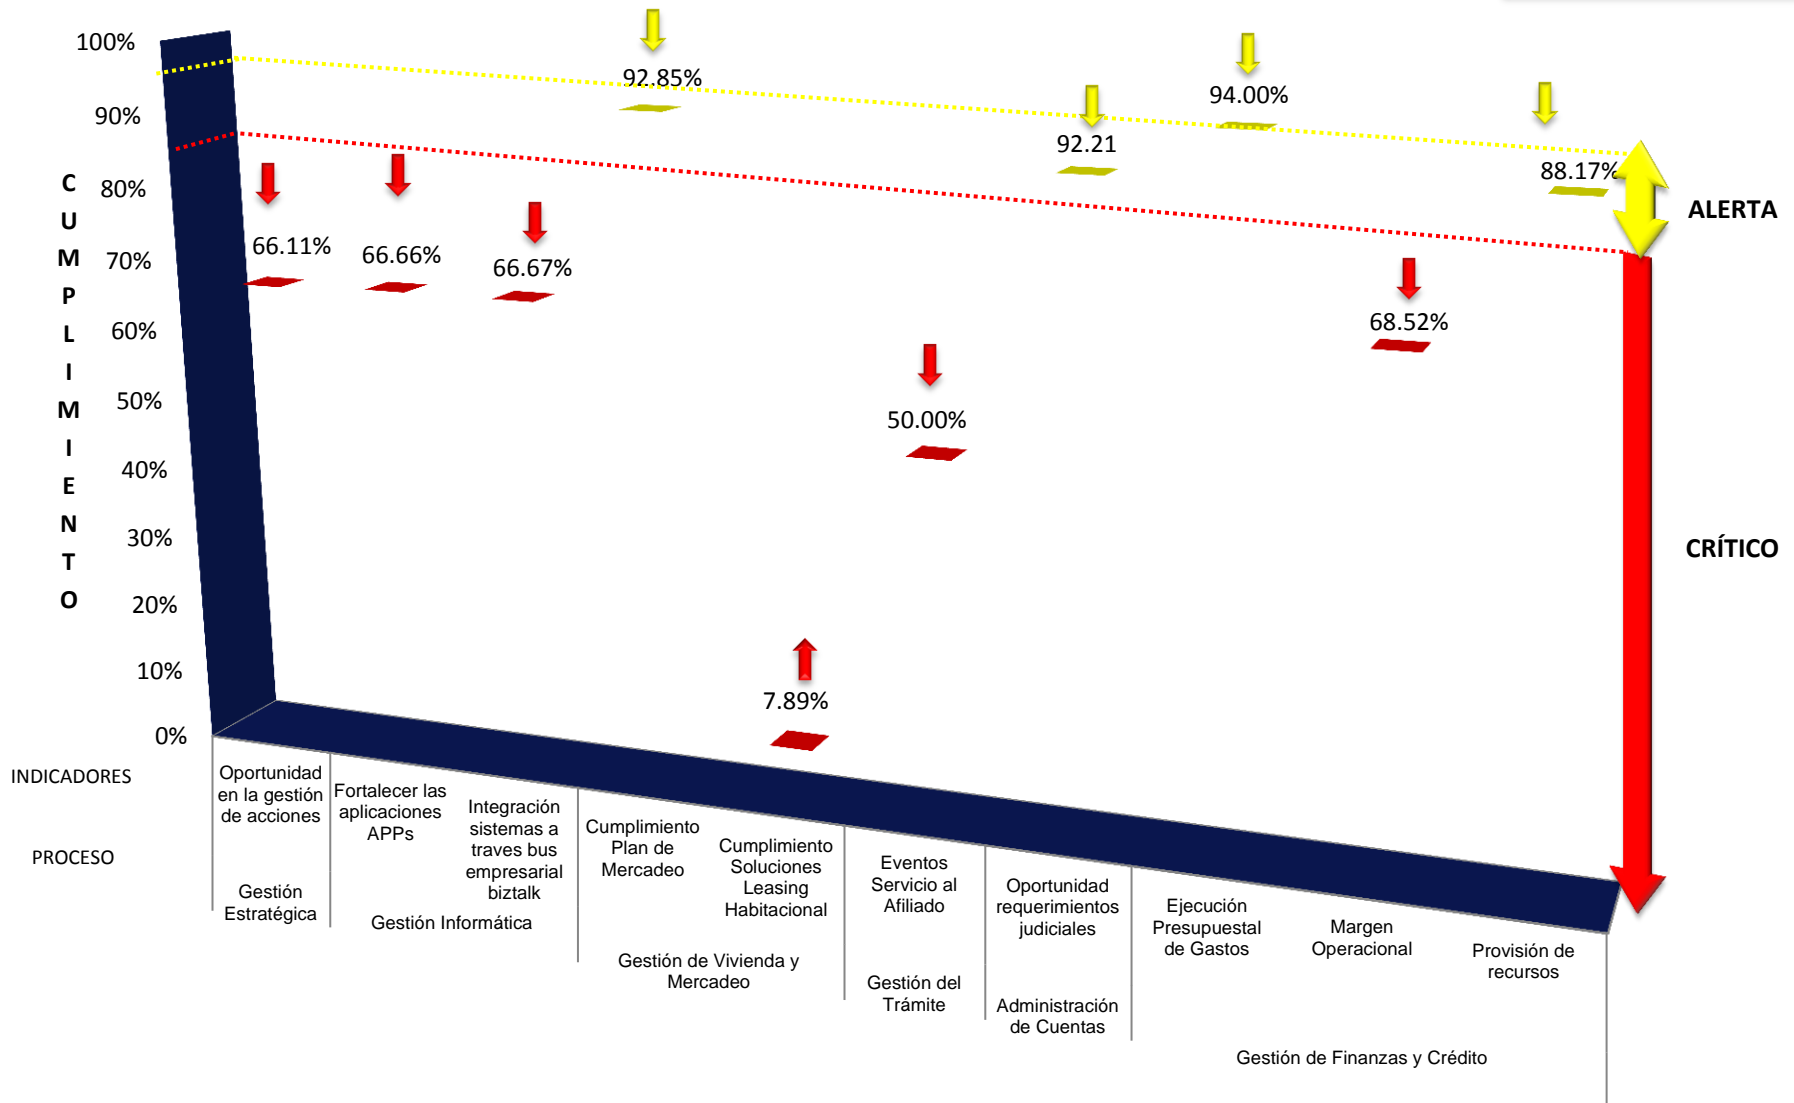 100%
90%
80%
70%
60%
50%
40%
30%
20%
10%
0%
C
U
M
P
L
I
M
I
E
N
T
O
92.85%
94.00%
92.21
88.17%
66.11%
66.66%
66.67%
68.52%
50.00%
7.89%
ALERTA
CRÍTICO
INDICADORES
Oportunidad
en la gestión
de acciones
Fortalecer las
aplicaciones
APPs
Integración
sistemas a
traves bus
empresarial
biztalk
Cumplimiento
Plan de
Mercadeo
Cumplimiento
Soluciones
Leasing
Habitacional
Eventos
Servicio al
Afiliado
Oportunidad
requerimientos
judiciales
Ejecución
Presupuestal
de Gastos
Margen
Operacional
Provisión de
recursos
PROCESO
Gestión
Estratégica
Gestión Informática
Gestión de Vivienda y
Mercadeo
Gestión del
Trámite
Administración
de Cuentas
Gestión de Finanzas y Crédito